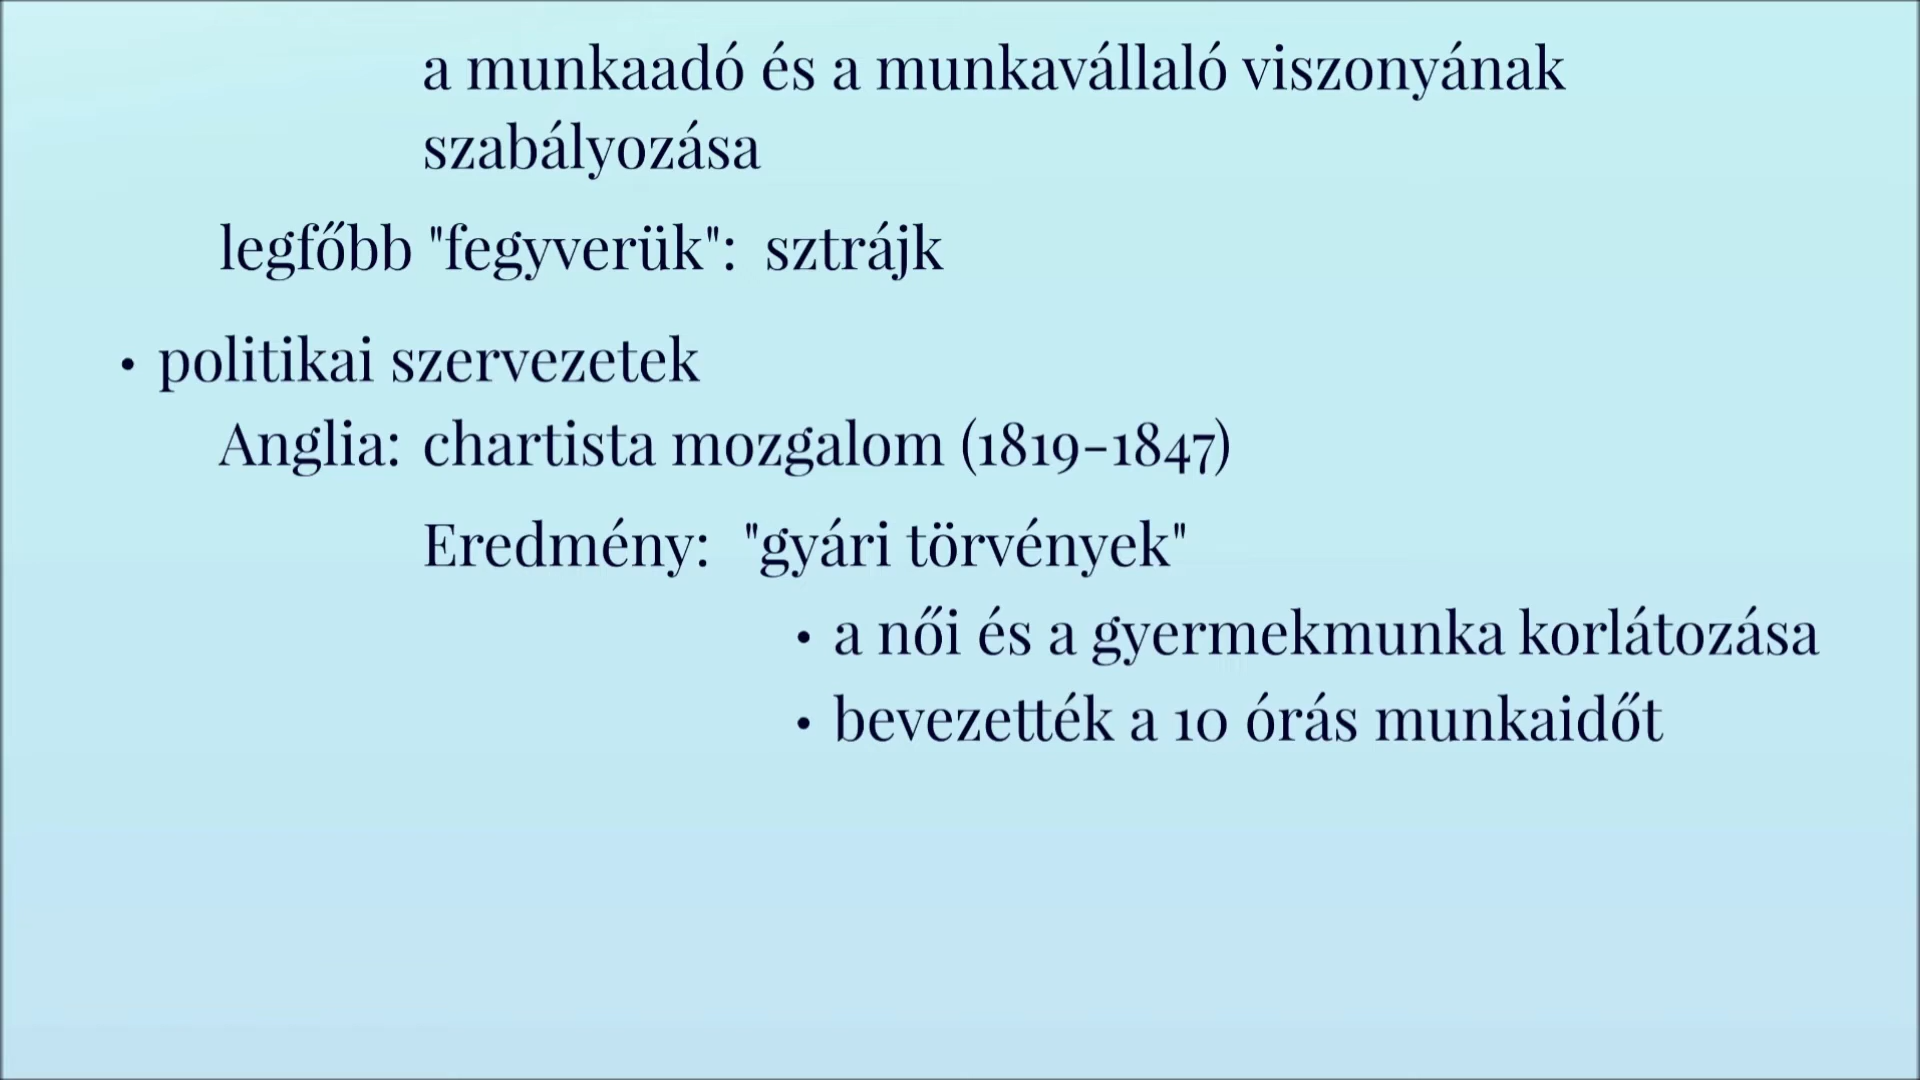 a munkaadó és a munkavállaló viszonyának
szabályozása
legfőbb "fegyverük": sztrájk
• politikai szervezetek
Anglia: chartista mozgalom (1819-1847)
Eredmény: "gyári törvények"
• a női és a gyermekmunka korlátozása
• bevezették a 10 órás munkaidőt